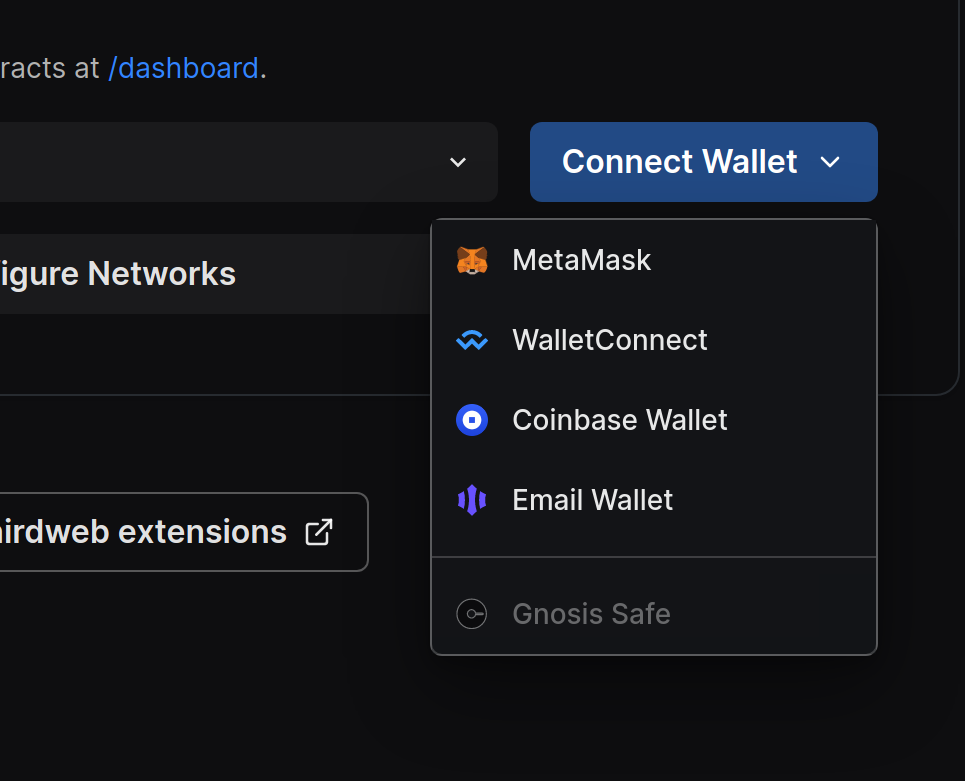 racts at /dashboard.
Connect Wallet
MetaMask
igure Networks
WalletConnect
Coinbase Wallet
Email Wallet
hirdweb extensions
Gnosis Safe